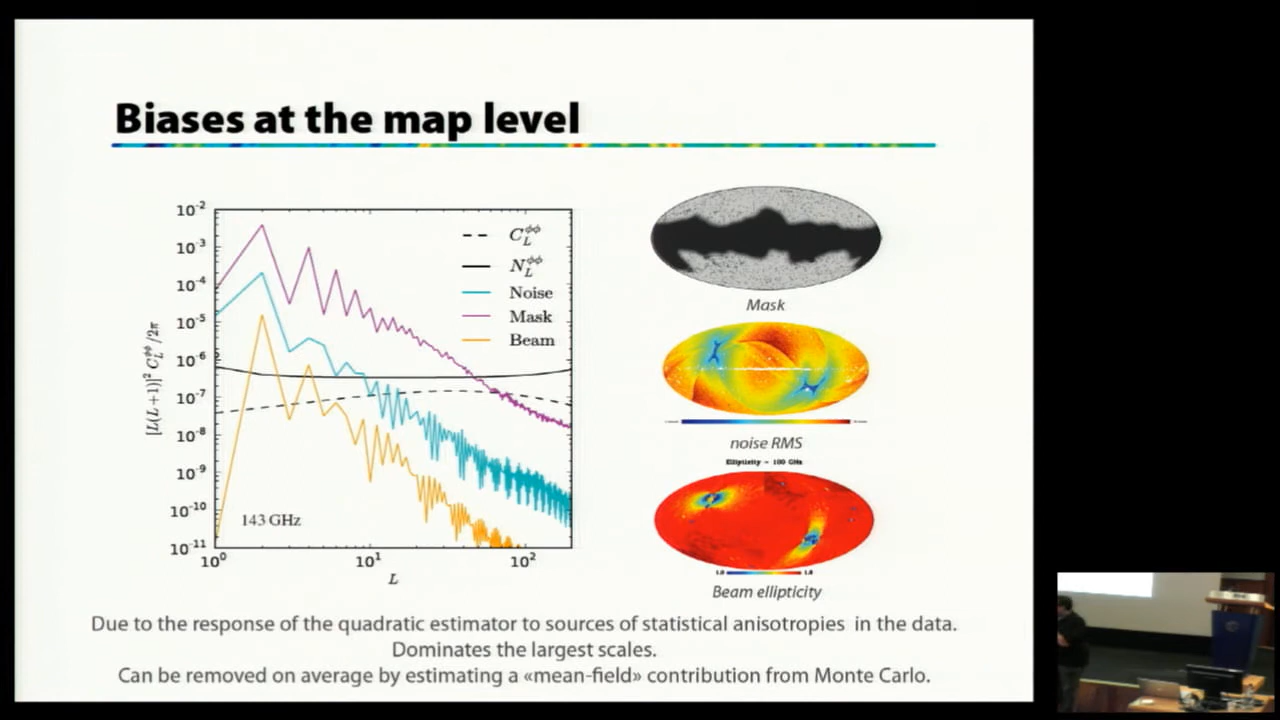 Biases at the map level
10^-2
10^-3
10^-4
10^-5
10^-6
10^-7
10^-8
10^-9
10^-10
10^-11
[L(L+1)]^2 C_L^ϕϕ/2π
C_L^ϕϕ
N_L^ϕϕ
Noise
Mask
Beam
143 GHz
10^0
10^1
10^2
L
Mask
noise RMS
Ellipticity - 100 GHz
Beam ellipticity
Due to the response of the quadratic estimator to sources of statistical anisotropies in the data.
Dominates the largest scales.
Can be removed on average by estimating a «mean-field» contribution from Monte Carlo.